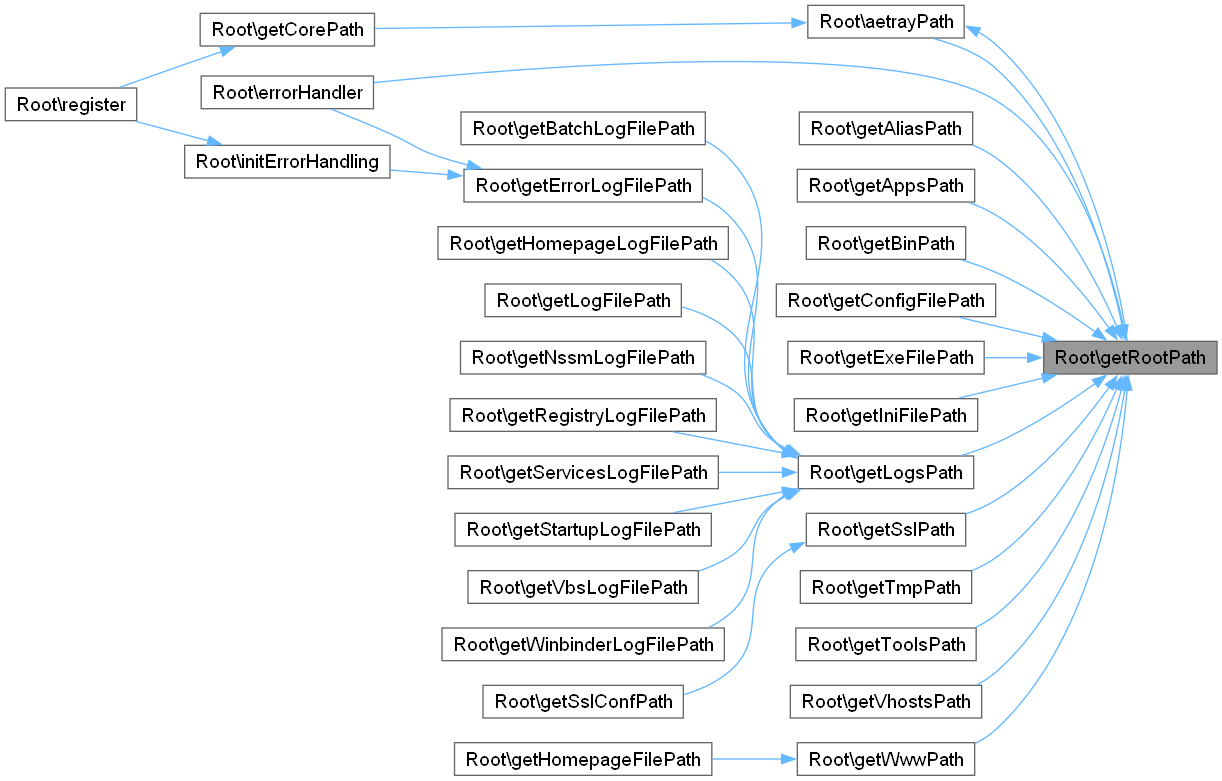 Root\aetrayPath
Root\getCorePath
Root\errorHandler
Root\register
Root\getBatchLogFilePath
Root\getAliasPath
Root\initErrorHandling
Root\getErrorLogFilePath
Root\getAppsPath
Root\getHomepageLogFilePath
Root\getBinPath
Root\getLogFilePath
Root\getConfigFilePath
Root\getNssmLogFilePath
Root\getExeFilePath
Root\getRootPath
Root\getRegistryLogFilePath
Root\getIniFilePath
Root\getServicesLogFilePath
Root\getLogsPath
Root\getStartupLogFilePath
Root\getSslPath
Root\getVbsLogFilePath
Root\getTmpPath
Root\getWinbinderLogFilePath
Root\getToolsPath
Root\getSslConfPath
Root\getVhostsPath
Root\getHomepageFilePath
Root\getWwwPath